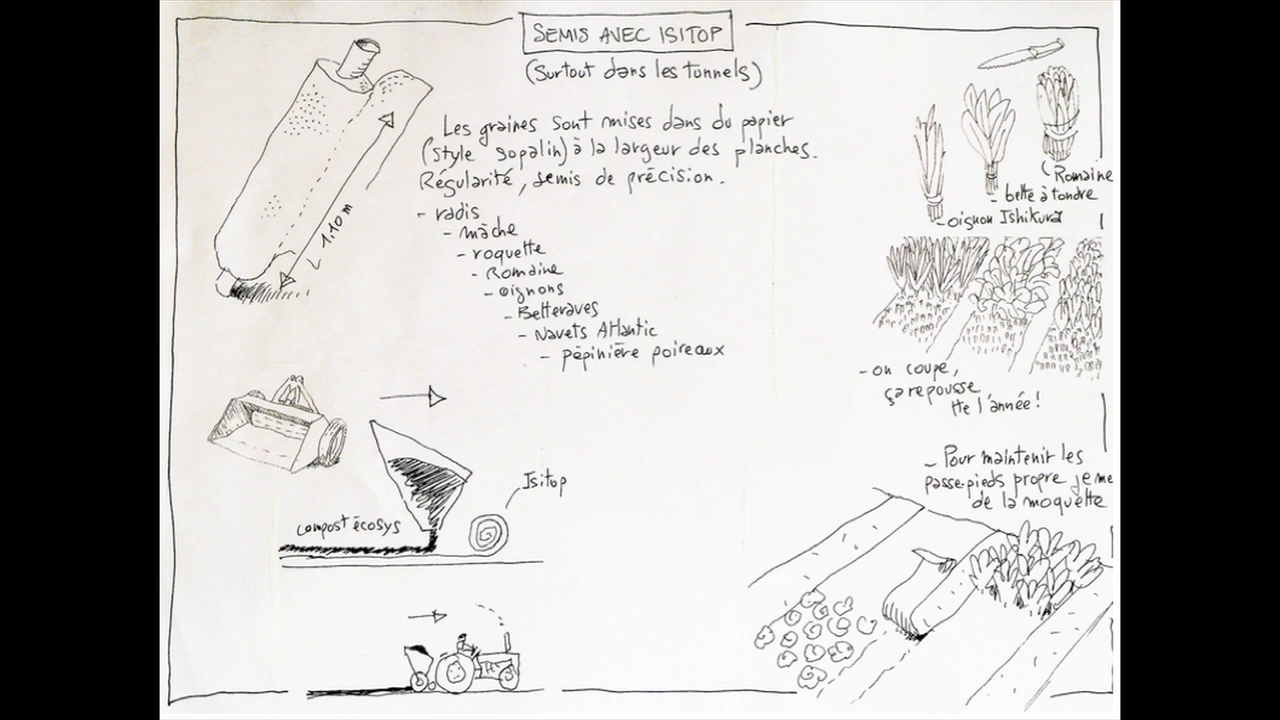 SEMIS AVEC ISITOP
(Surtout dans les tunnels)
Les graines sont mises dans du papier
(style sopalin) à la largeur des planches.
Régularité, semis de précision.
- radis
- mâche
- roquette
- Romaine
- oignons
- Betteraves
- Navets Atlantic
- pépinière poireaux
1.10 m
Isitop
compost écosys
Romaine
- bette à tondre
- oignon Ishikura
- on coupe,
ça repousse
tte l'année!
- Pour maintenir les
passe-pieds propre je me
de la moquette